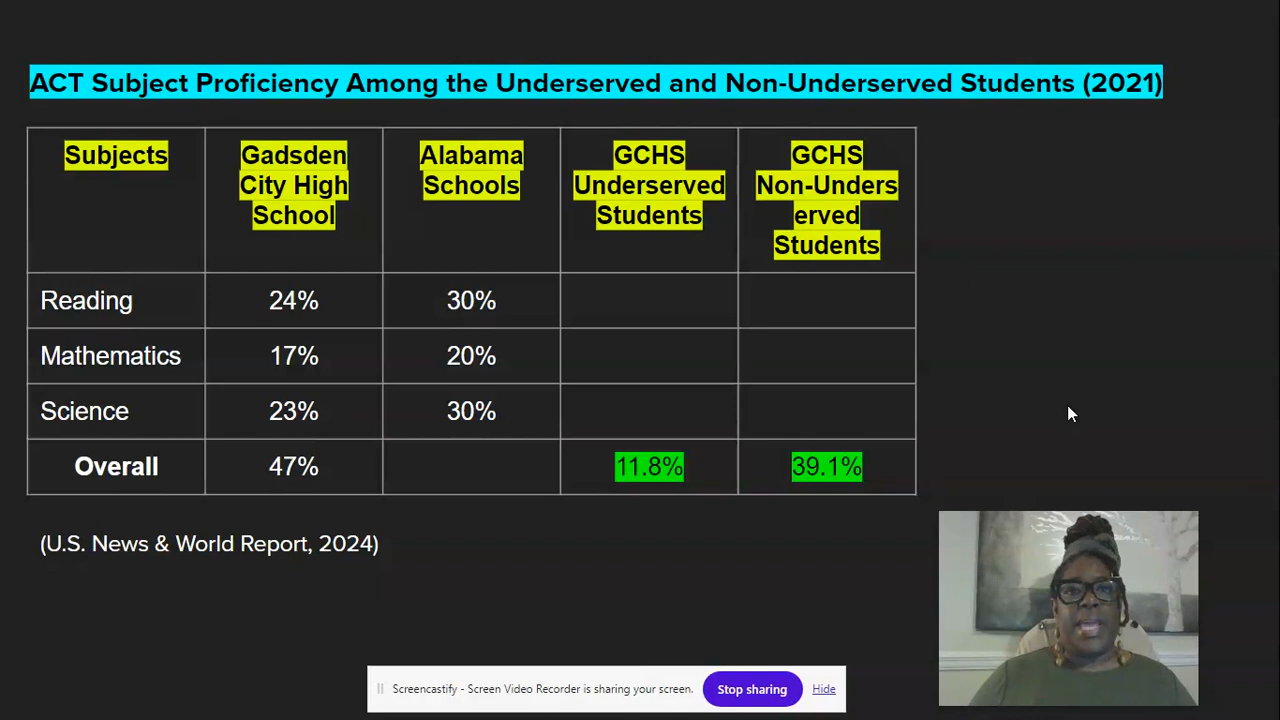 ACT Subject Proficiency Among the Underserved and Non-Underserved Students (2021)
Subjects
Gadsden
City High
School
Alabama
Schools
GCHS
Underserved
Students
GCHS
Non-Unders
erved
Students
Reading
24%
30%
Mathematics
17%
20%
Science
23%
30%
Overall
47%
11.8%
39.1%
(U.S. News & World Report, 2024)
Screencastify - Screen Video Recorder is sharing your screen.
Stop sharing
Hide